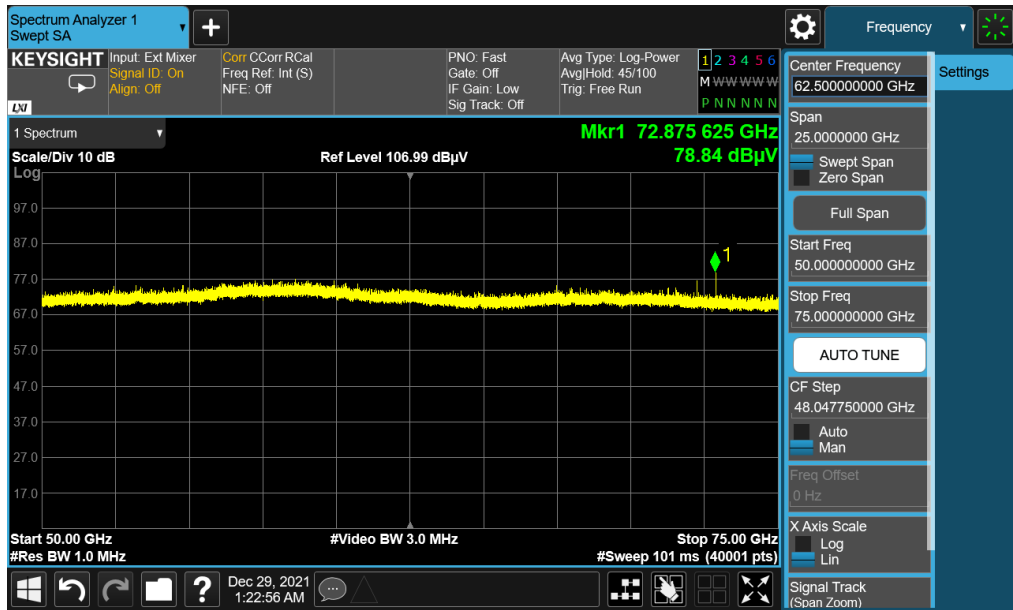 Spectrum Analyzer 1
Swept SA
+
Frequency
KEYSIGHT
LXI
Input: Ext Mixer
Signal ID: On
Align: Off
Corr CCorr RCal
Freq Ref: Int (S)
NFE: Off
PNO: Fast
Gate: Off
IF Gain: Low
Sig Track: Off
Avg Type: Log-Power
Avg|Hold: 45/100
Trig: Free Run
1 2 3 4 5 6
M W W W W W
P N N N N N
1 Spectrum
Mkr1 72.875 625 GHz
78.84 dBµV
Scale/Div 10 dB
Ref Level 106.99 dBµV
Log
97.0
87.0
77.0
67.0
57.0
47.0
37.0
27.0
17.0
1
Start 50.00 GHz
#Video BW 3.0 MHz
Stop 75.00 GHz
#Res BW 1.0 MHz
#Sweep 101 ms (40001 pts)
Center Frequency
62.500000000 GHz
Settings
Span
25.0000000 GHz
Swept Span
Zero Span
Full Span
Start Freq
50.000000000 GHz
Stop Freq
75.000000000 GHz
AUTO TUNE
CF Step
48.047750000 GHz
Auto
Man
Freq Offset
0 Hz
X Axis Scale
Log
Lin
Signal Track
(Span Zoom)
?
Dec 29, 2021
1:22:56 AM